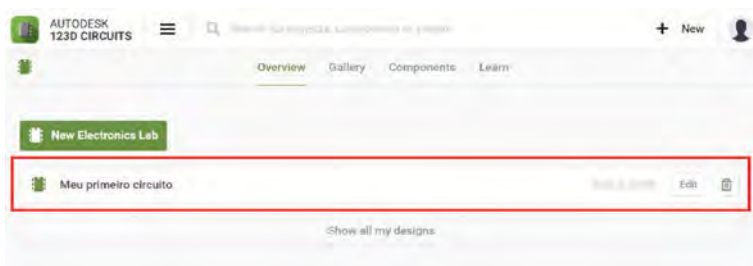 AUTODESK
123D CIRCUITS
New
Overview Gallery Components Learn
New Electronics Lab
Meu primeiro circuito
Edit
Show all my designs